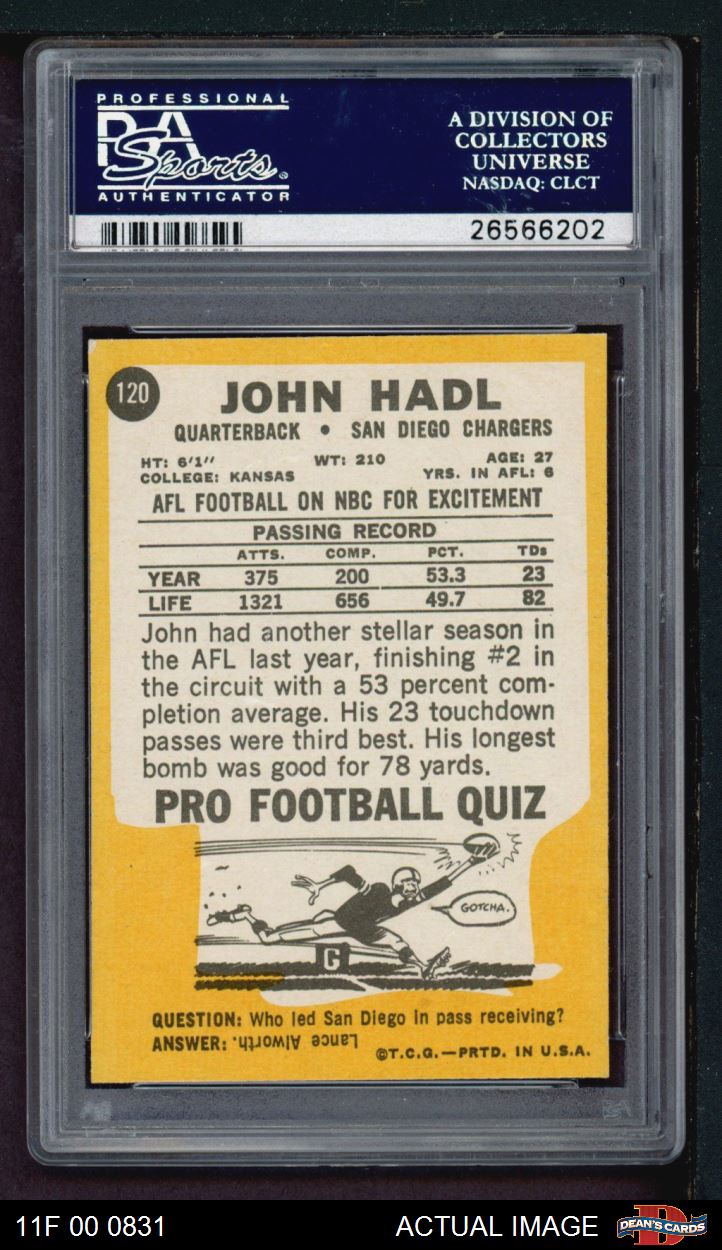 PROFESSIONAL
PSA
Sports®
AUTHENTICATOR
A DIVISION OF
COLLECTORS
UNIVERSE
NASDAQ: CLCT
26566202
9
120
JOHN HADL
QUARTERBACK • SAN DIEGO CHARGERS
HT: 6'1" WT: 210 AGE: 27
COLLEGE: KANSAS YRS. IN AFL: 6
AFL FOOTBALL ON NBC FOR EXCITEMENT
PASSING RECORD
ATTS. COMP. PCT. TDs
YEAR 375 200 53.3 23
LIFE 1321 656 49.7 82
John had another stellar season in
the AFL last year, finishing #2 in
the circuit with a 53 percent com-
pletion average. His 23 touchdown
passes were third best. His longest
bomb was good for 78 yards.
PRO FOOTBALL QUIZ
GOTCHA.
G
QUESTION: Who led San Diego in pass receiving?
ANSWER: Lance Alworth.
©T.C.G.—PRTD. IN U.S.A.
PSA
11F 00 0831 ACTUAL IMAGE
D
DEAN'S CARDS